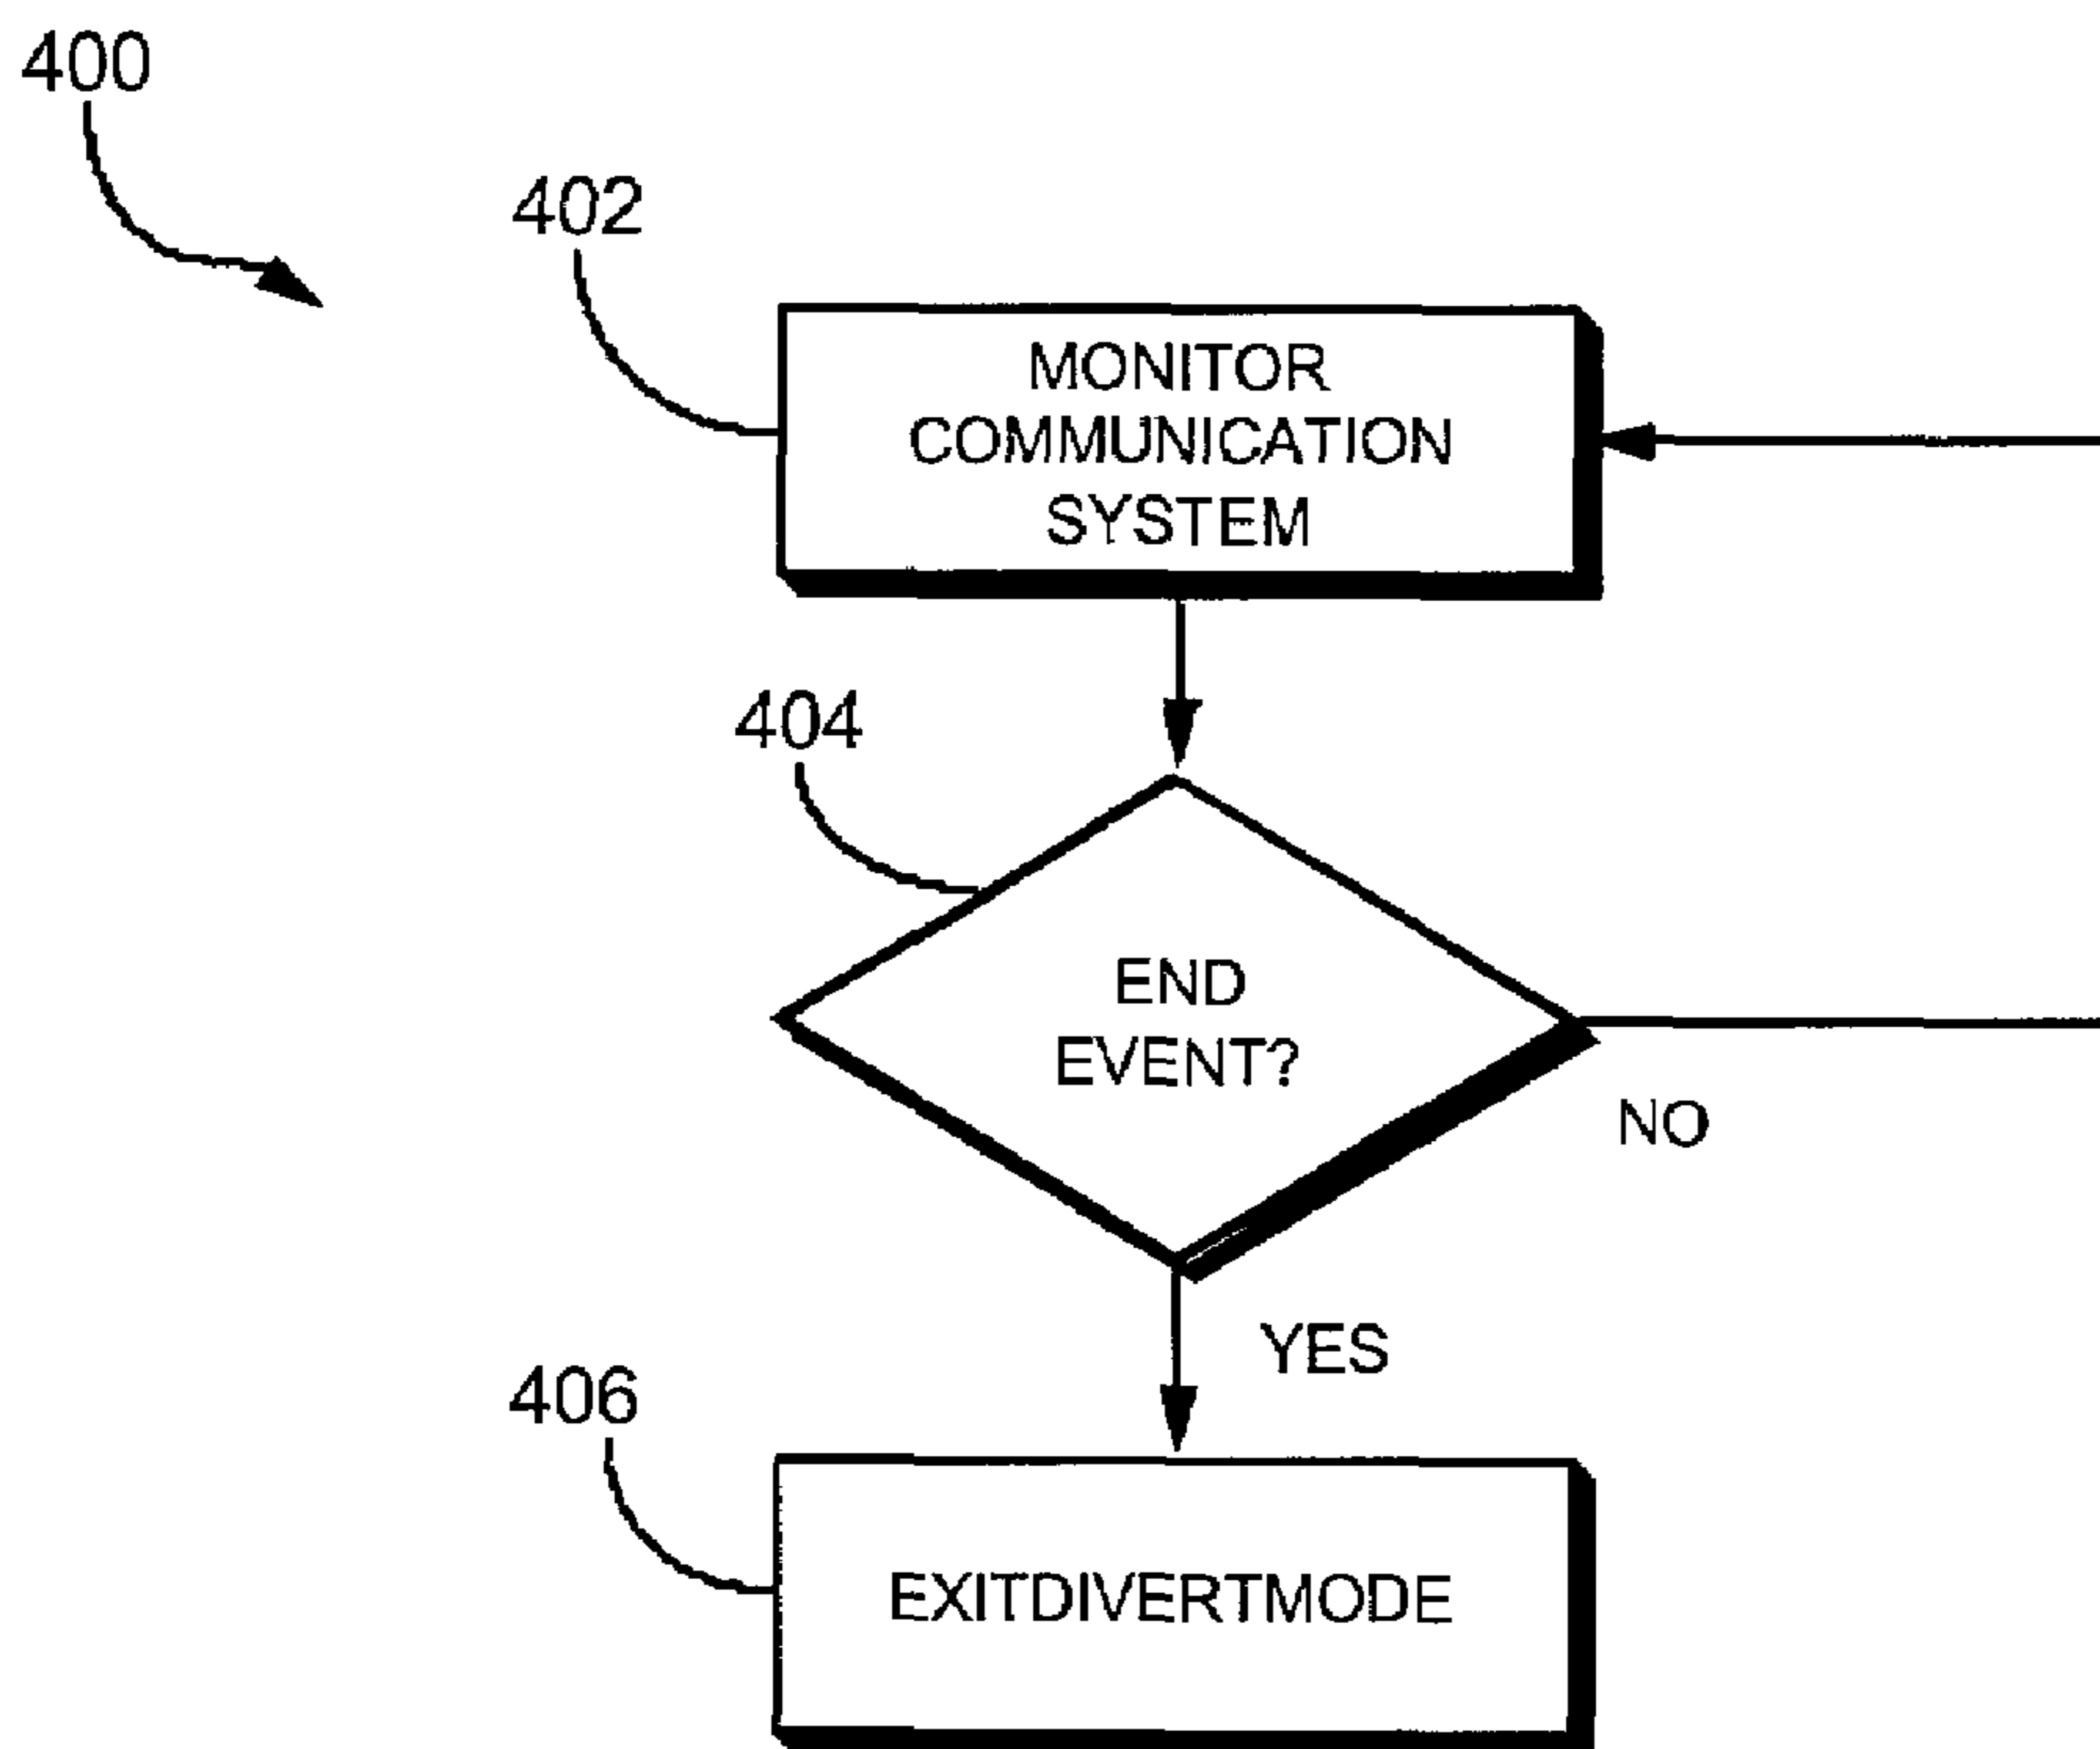 400
402
MONITOR
COMMUNICATION
SYSTEM
404
END
EVENT?
NO
YES
406
EXITDIVERTMODE